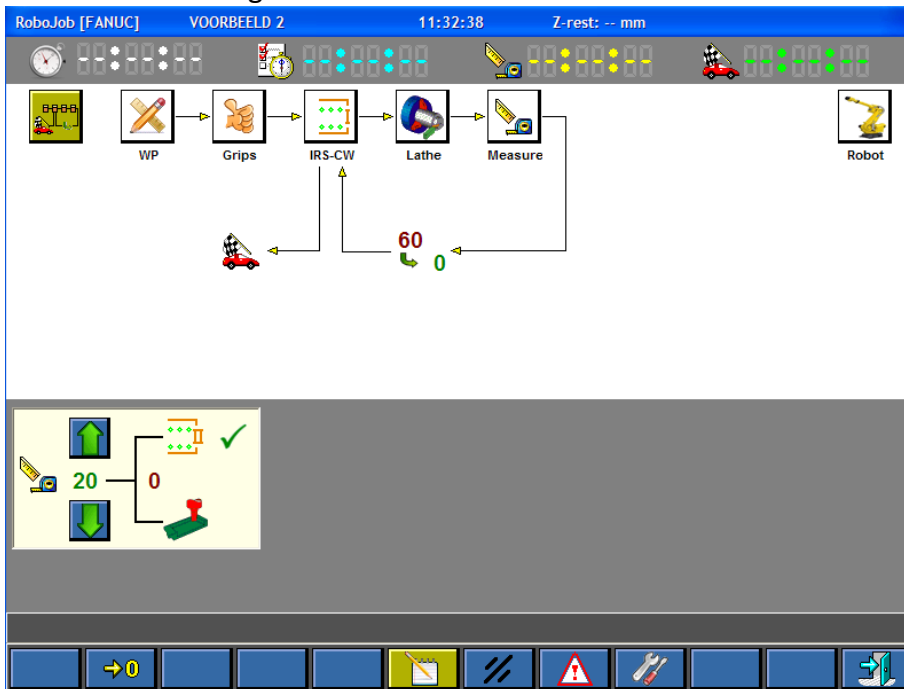 RoboJob [FANUC] VOORBEELD 2 11:32:38 Z-rest: -- mm
--:--:-- --:--:-- --:--:-- --:--:--
WP Grips IRS-CW Lathe Measure Robot
60
0
II
20 0
→0